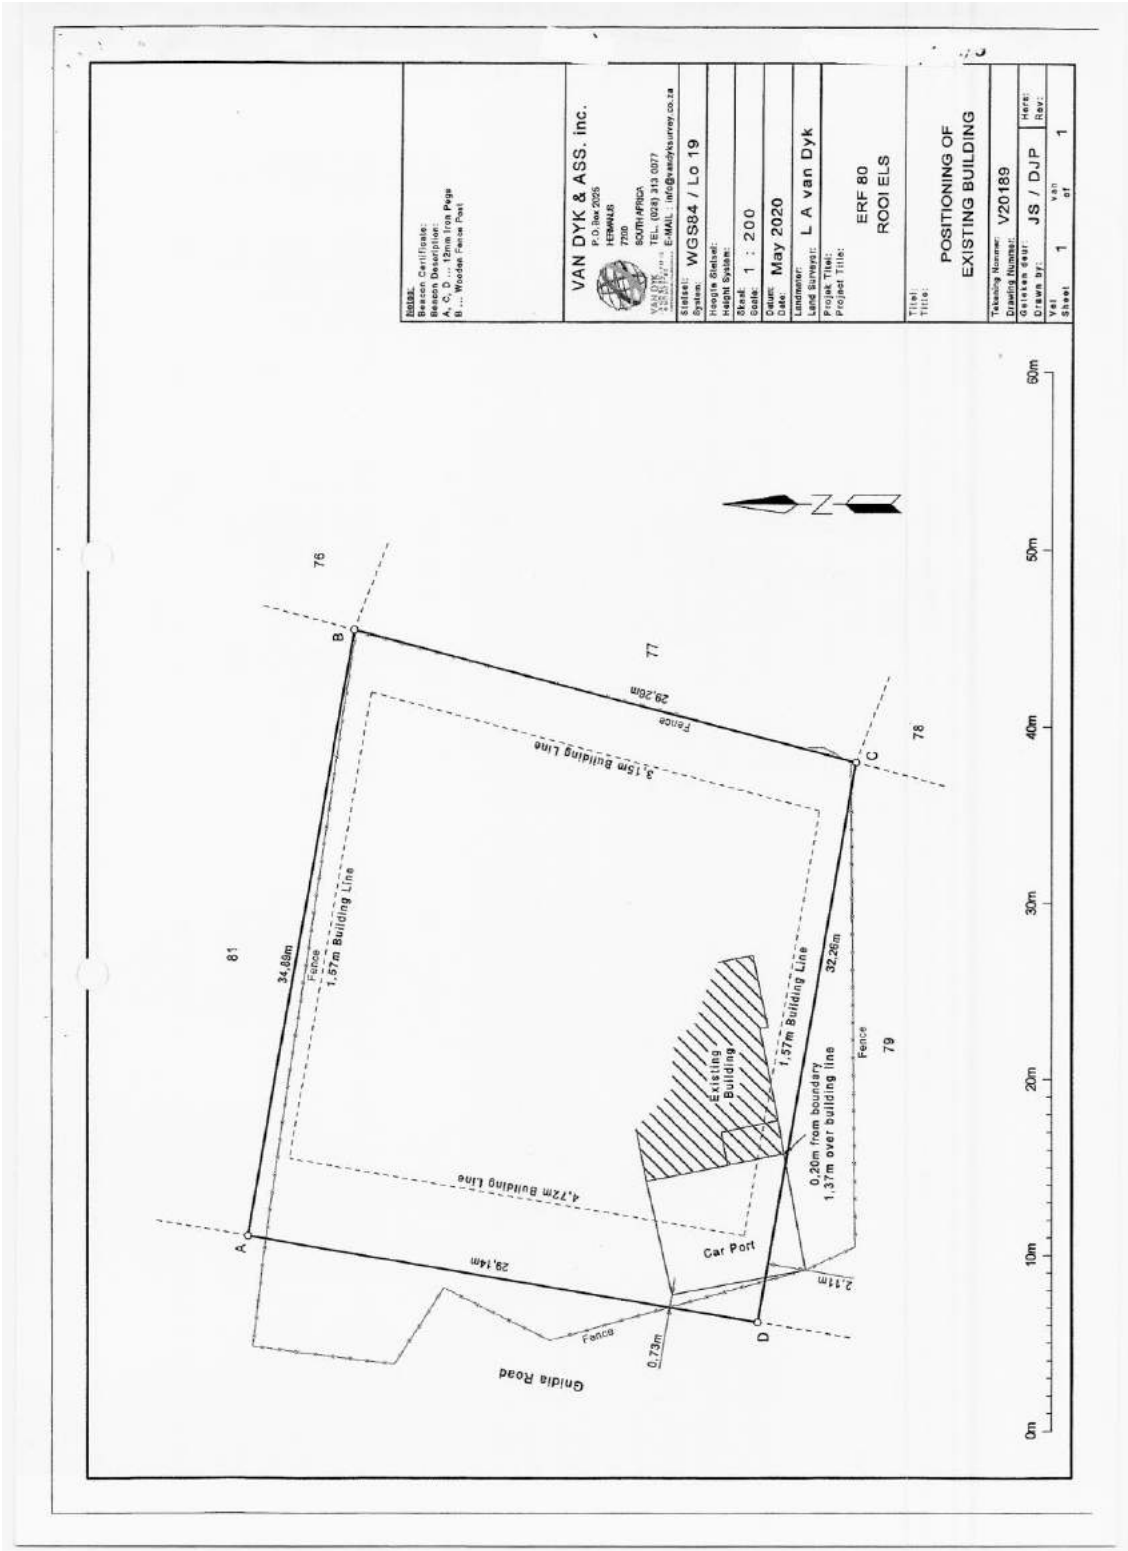 Notes:
Beacon Certificate:
Beacon Description:
A, C, D ... 12mm Iron Pegs
B ... Wooden Fence Post
VAN DYK & ASS. inc.
P.O. Box 2025
HERMANUS
7200
SOUTH AFRICA
TEL. (028) 313 0077
E-MAIL : info@vandyksurvey.co.za
VAN DYK
Stelsel:
System: WGS84 / Lo 19
Hoogte Stelsel:
Height System:
Skaal:
Scale: 1 : 200
Datum:
Date: May 2020
Landmeter:
Land Surveyor: L A van Dyk
Projek Titel:
Project Title:
ERF 80
ROOI ELS
Titel:
Title:
POSITIONING OF
EXISTING BUILDING
Tekening Nommer:
Drawing Nummer: V20189
Geteken deur:
Drawn by: JS / DJP
Hers:
Rev:
Vel 1 van 1
Sheet of
76
B
81
34,89m
Fence
1,57m Building Line
77
29,26m
Fence
3,15m Building Line
78
C
A
4,72m Building Line
29,14m
Existing
Building
1,57m Building Line
32,26m
0,20m from boundary
1,37m over building line
Fence
79
Car Port
2,11m
D
0,73m
Fence
Gnidia Road
N
0m
10m
20m
30m
40m
50m
60m